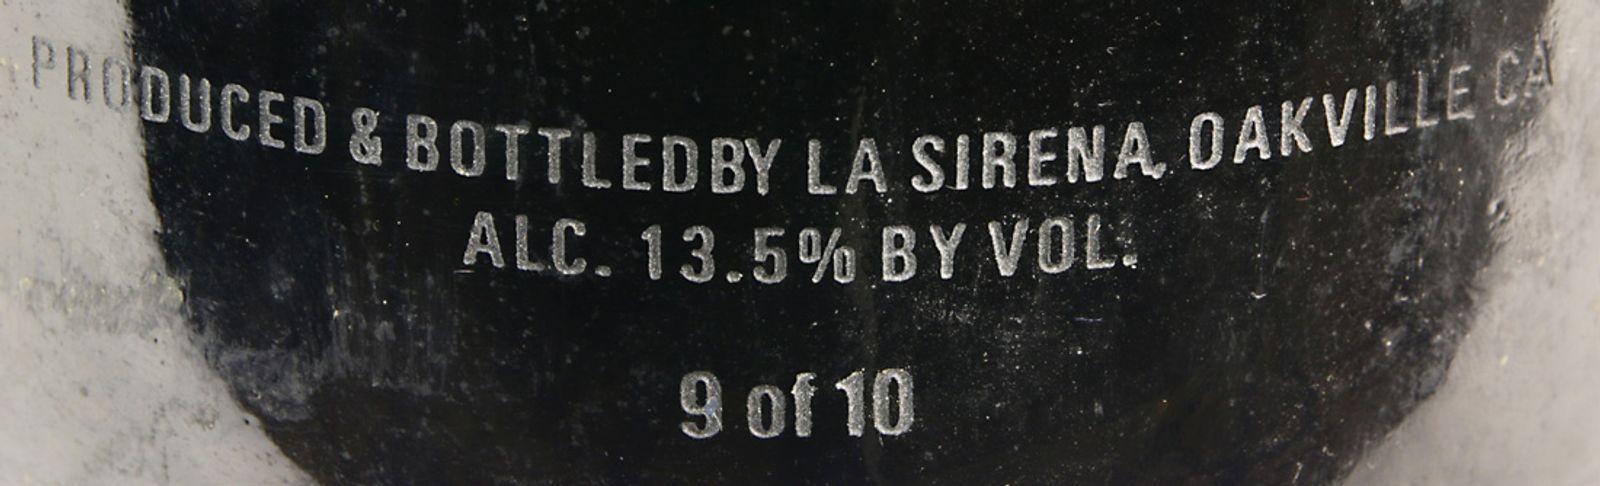 PRODUCED & BOTTLEDBY LA SIRENA, OAKVILLE CA
ALC. 13.5% BY VOL.
9 of 10